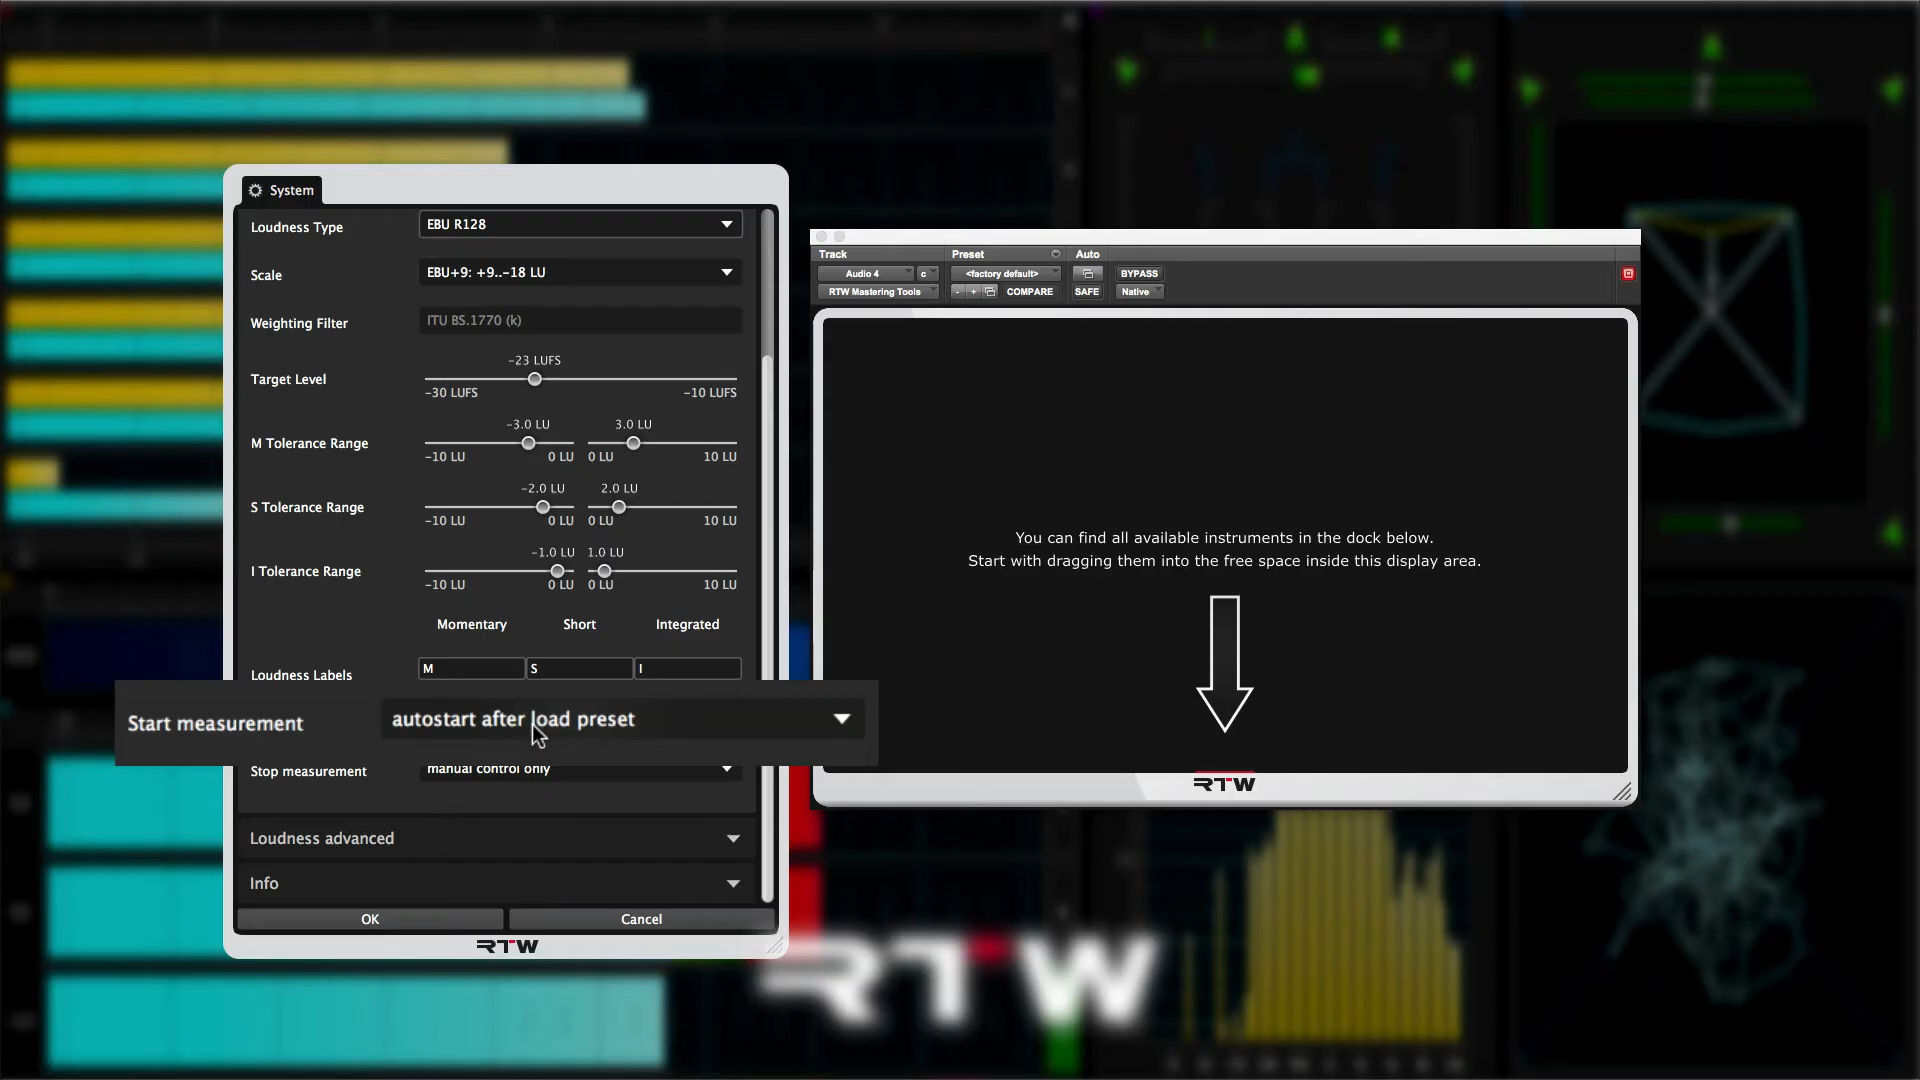 System
Loudness Type
EBU R128
Scale
EBU+9: +9..-18 LU
Weighting Filter
ITU BS.1770 (k)
-23 LUFS
Target Level
-30 LUFS
-10 LUFS
-3.0 LU
3.0 LU
M Tolerance Range
-10 LU
0 LU
0 LU
10 LU
-2.0 LU
2.0 LU
S Tolerance Range
-10 LU
0 LU
0 LU
10 LU
-1.0 LU
1.0 LU
I Tolerance Range
-10 LU
0 LU
0 LU
10 LU
Momentary
Short
Integrated
Loudness Labels
M
S
I
Start measurement
autostart after load preset
Stop measurement
manual control only
Loudness advanced
Info
OK
Cancel
RTW
Track
Preset
Auto
Audio 4
c
<factory default>
BYPASS
RTW Mastering Tools
-
+
COMPARE
SAFE
Native
You can find all available instruments in the dock below.
Start with dragging them into the free space inside this display area.
RTW
RTW